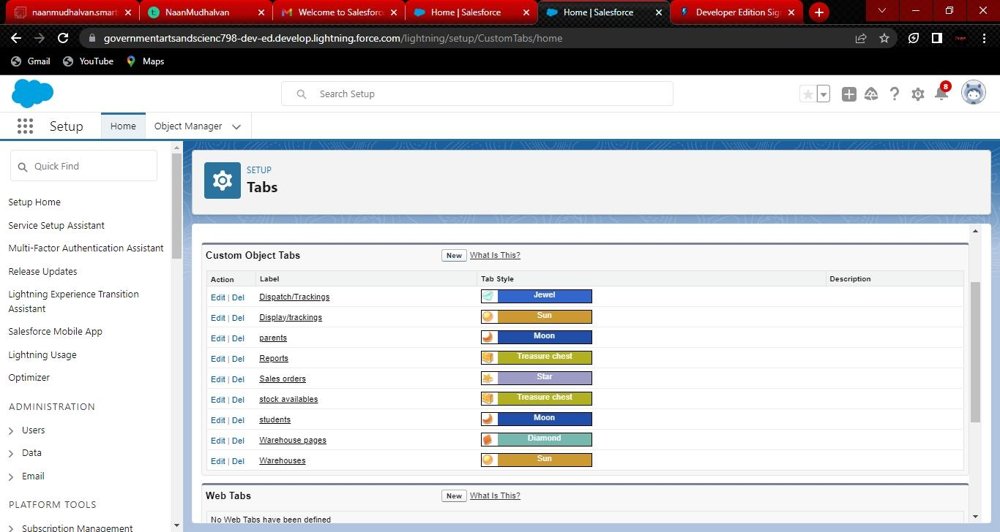 naanmudhalvan.smart
NaanMudhalvan
Welcome to Salesforc
Home | Salesforce
Home | Salesforce
Developer Edition Sig
governmentartsandscienc798-dev-ed.develop.lightning.force.com/lightning/setup/CustomTabs/home
Gmail
YouTube
Maps
Search Setup
8
Setup
Home
Object Manager
Quick Find
Setup Home
Service Setup Assistant
Multi-Factor Authentication Assistant
Release Updates
Lightning Experience Transition
Assistant
Salesforce Mobile App
Lightning Usage
Optimizer
ADMINISTRATION
Users
Data
Email
PLATFORM TOOLS
Subscription Management
SETUP
Tabs
Custom Object Tabs New What Is This?
Action Label Tab Style Description
Edit | Del Dispatch/Trackings Jewel
Edit | Del Display/trackings Sun
Edit | Del parents Moon
Edit | Del Reports Treasure chest
Edit | Del Sales orders Star
Edit | Del stock availables Treasure chest
Edit | Del students Moon
Edit | Del Warehouse pages Diamond
Edit | Del Warehouses Sun
Web Tabs New What Is This?
No Web Tabs have been defined